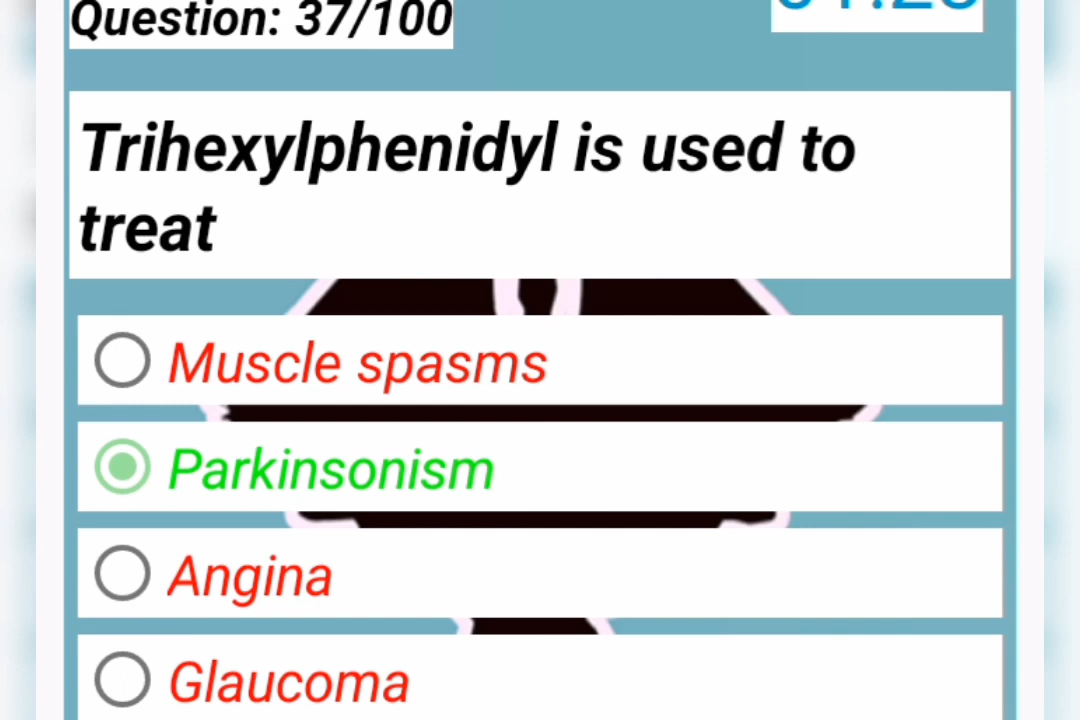 Question: 37/100
Trihexylphenidyl is used to
treat
Muscle spasms
Parkinsonism
Angina
Glaucoma